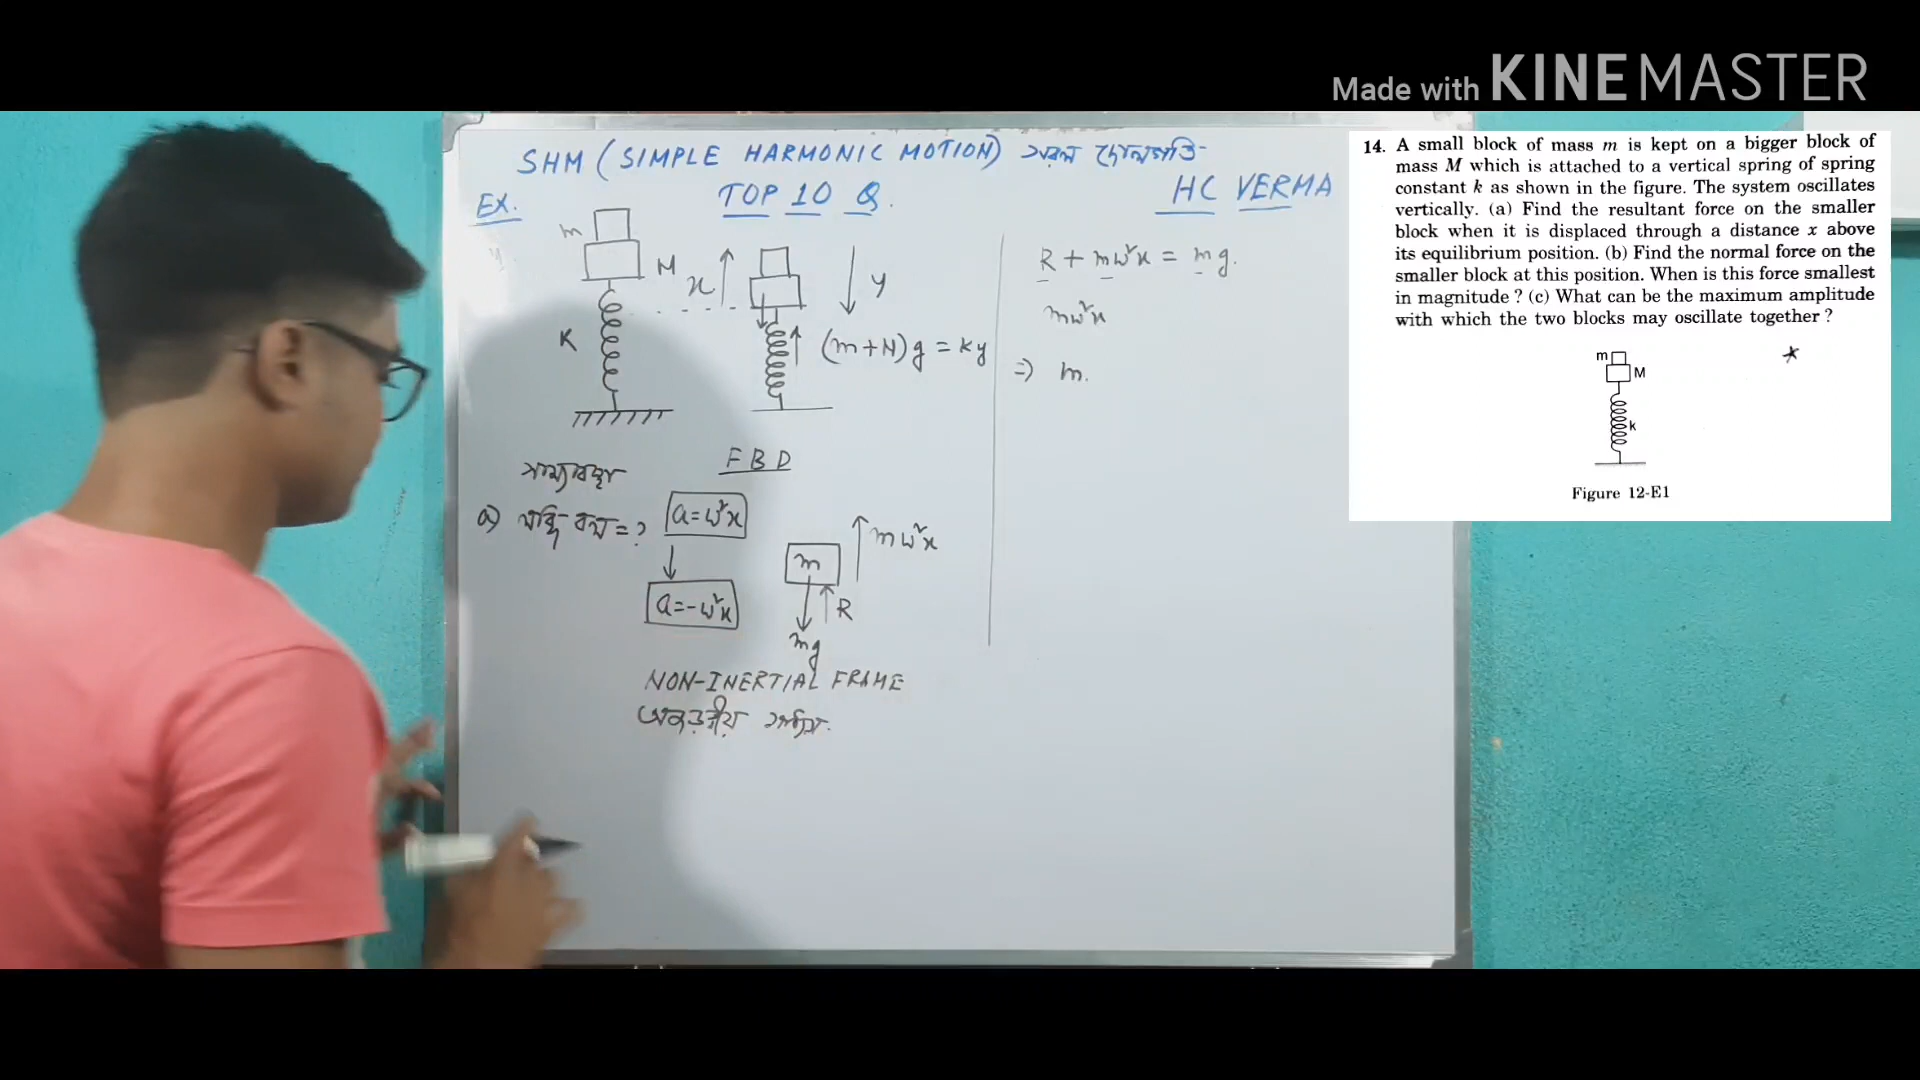 Made with KINEMASTER
SHM (SIMPLE HARMONIC MOTION) সরল দোলগতি-
EX. TOP 10 Q. HC VERMA
m
M
K
x
y
(m+M)g = ky
সাম্যাবস্থা
FBD
a) লব্ধি বল = ?
a=ω²x
a=-ω²x
m
mω²x
R
mg
NON-INERTIAL FRAME
R + mω²x = mg.
mω²x
⇒ m.
14. A small block of mass m is kept on a bigger block of
mass M which is attached to a vertical spring of spring
constant k as shown in the figure. The system oscillates
vertically. (a) Find the resultant force on the smaller
block when it is displaced through a distance x above
its equilibrium position. (b) Find the normal force on the
smaller block at this position. When is this force smallest
in magnitude ? (c) What can be the maximum amplitude
with which the two blocks may oscillate together ?
m
M
k
Figure 12-E1